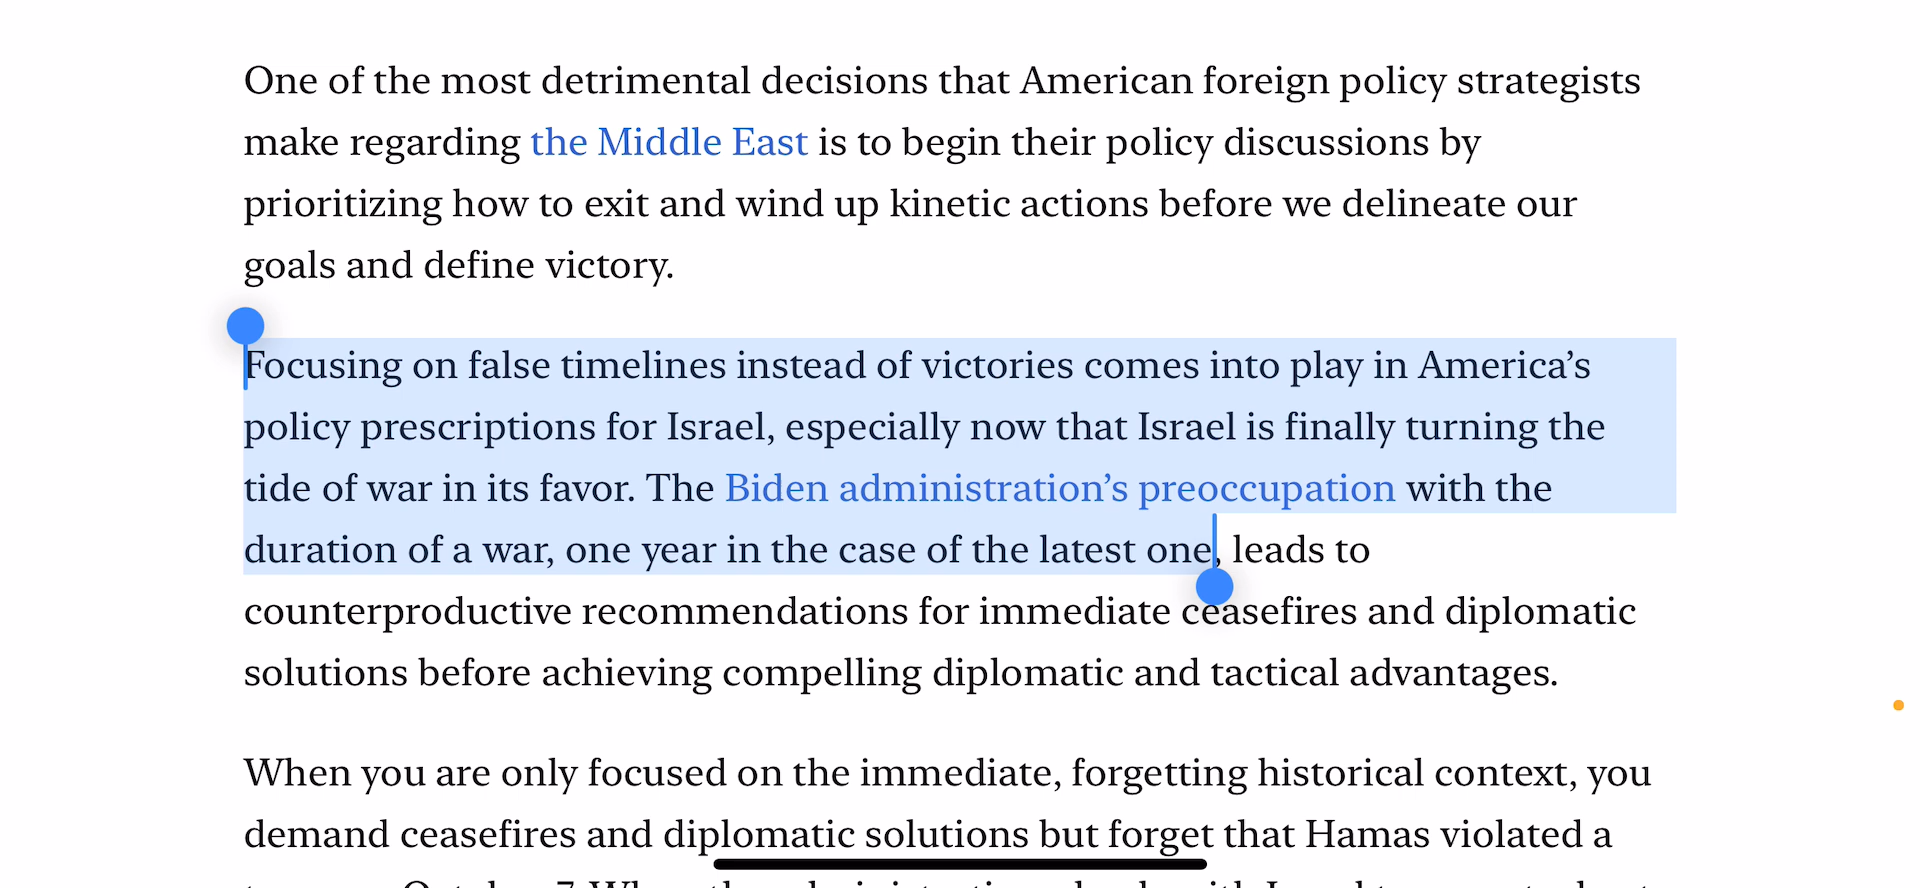 One of the most detrimental decisions that American foreign policy strategists
make regarding the Middle East is to begin their policy discussions by
prioritizing how to exit and wind up kinetic actions before we delineate our
goals and define victory.
Focusing on false timelines instead of victories comes into play in America’s
policy prescriptions for Israel, especially now that Israel is finally turning the
tide of war in its favor. The Biden administration’s preoccupation with the
duration of a war, one year in the case of the latest one, leads to
counterproductive recommendations for immediate ceasefires and diplomatic
solutions before achieving compelling diplomatic and tactical advantages.
When you are only focused on the immediate, forgetting historical context, you
demand ceasefires and diplomatic solutions but forget that Hamas violated a